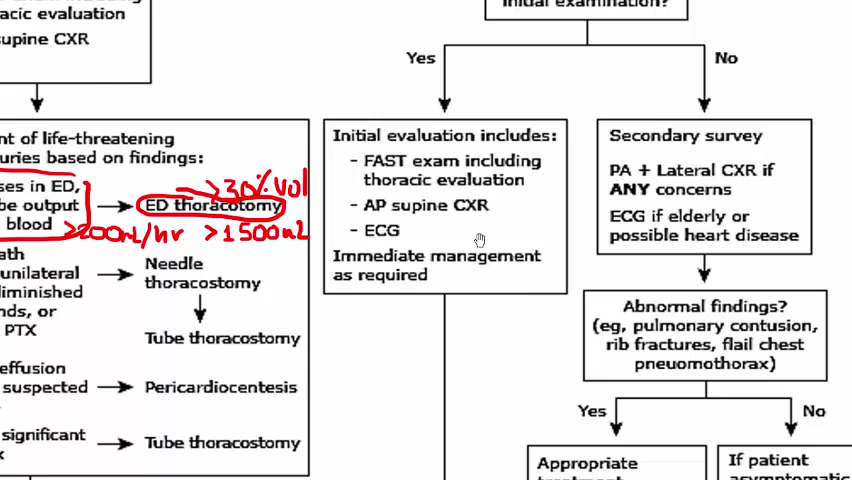 acic evaluation
upine CXR
Initial examination?
Yes
No
nt of life-threatening
uries based on findings:
ses in ED,
be output
blood
ED thoracotomy
>30% vol
>200mL/hr >1500mL
ath
unilateral
diminished
nds, or
PTX
Needle
thoracostomy
Tube thoracostomy
effusion
suspected
Pericardiocentesis
significant
Tube thoracostomy
Initial evaluation includes:
- FAST exam including
thoracic evaluation
- AP supine CXR
- ECG
Immediate management
as required
Secondary survey
PA + Lateral CXR if
ANY concerns
ECG if elderly or
possible heart disease
Abnormal findings?
(eg, pulmonary contusion,
rib fractures, flail chest
pneuomothorax)
Yes
No
Appropriate
If patient